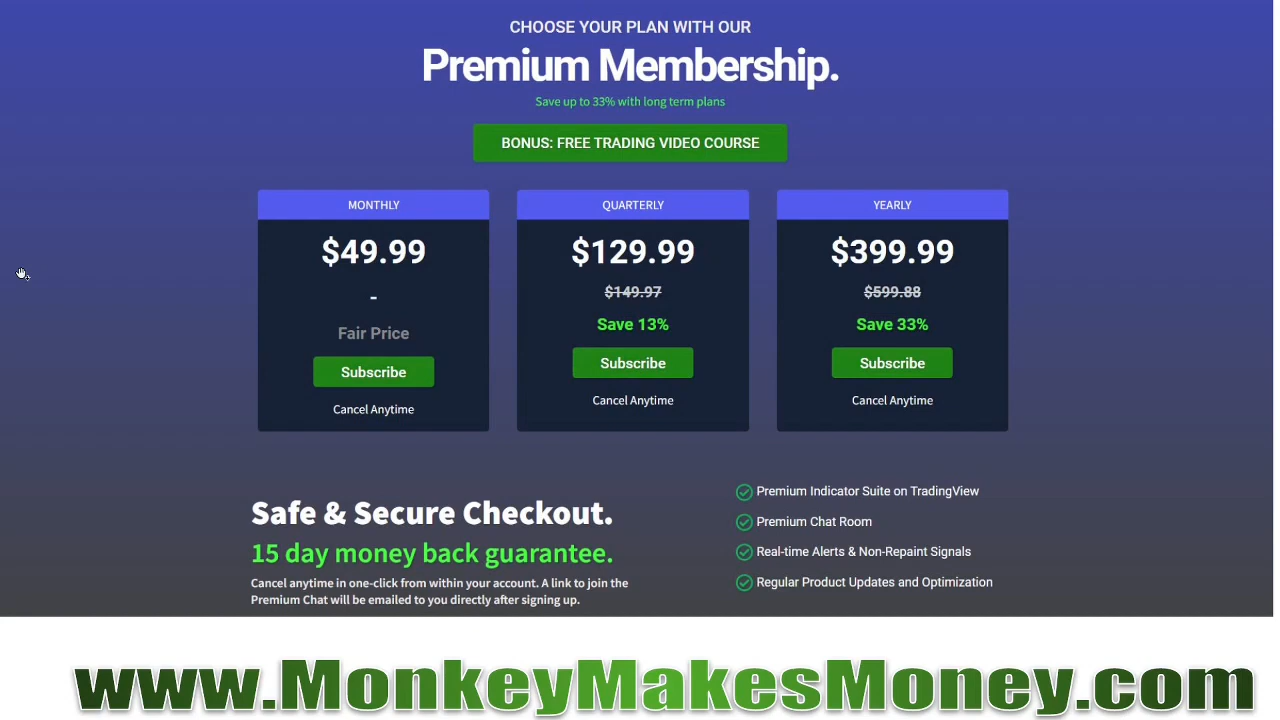 CHOOSE YOUR PLAN WITH OUR
Premium Membership.
Save up to 33% with long term plans
BONUS: FREE TRADING VIDEO COURSE
MONTHLY
$49.99
-
Fair Price
Subscribe
Cancel Anytime
QUARTERLY
$129.99
$149.97
Save 13%
Subscribe
Cancel Anytime
YEARLY
$399.99
$599.88
Save 33%
Subscribe
Cancel Anytime
Safe & Secure Checkout.
15 day money back guarantee.
Cancel anytime in one-click from within your account. A link to join the
Premium Chat will be emailed to you directly after signing up.
Premium Indicator Suite on TradingView
Premium Chat Room
Real-time Alerts & Non-Repaint Signals
Regular Product Updates and Optimization
www.MonkeyMakesMoney.com